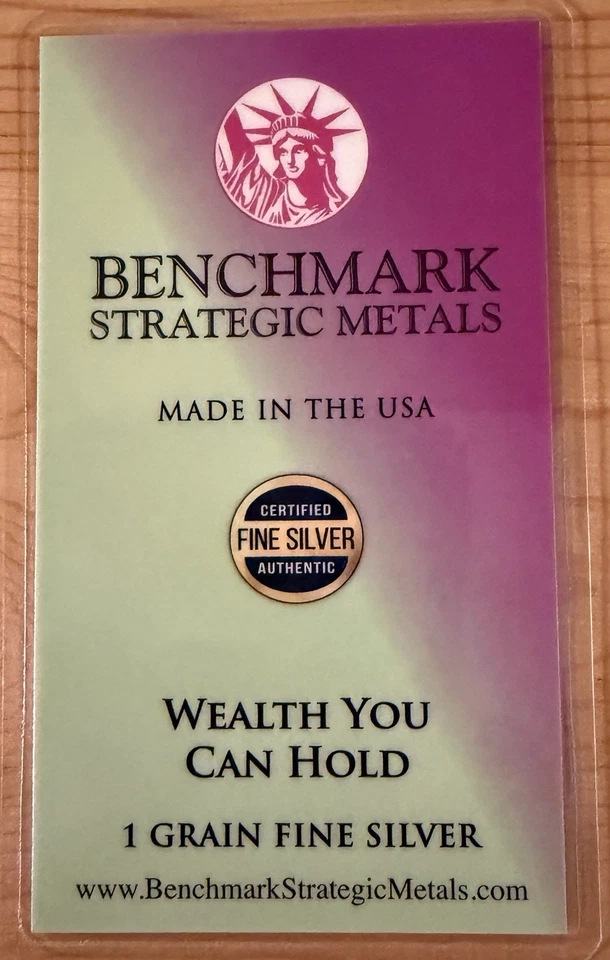 BENCHMARK
STRATEGIC METALS
MADE IN THE USA
CERTIFIED
FINE SILVER
AUTHENTIC
WEALTH YOU
CAN HOLD
1 GRAIN FINE SILVER
www.BenchmarkStrategicMetals.com